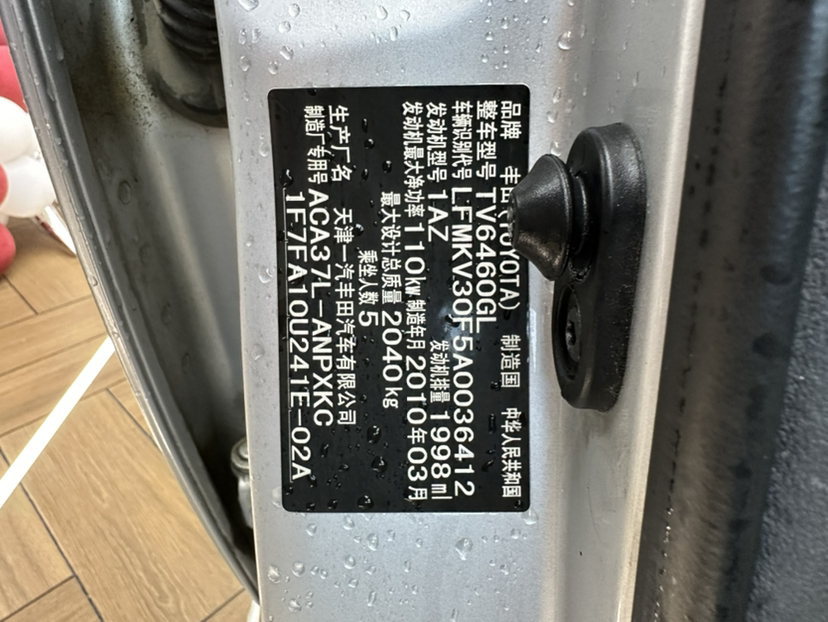 品牌 丰田(TOYOTA) 制造国 中华人民共和国
整车型号 TV6460GL
车辆识别代号 LFMKV30F5A0036412
发动机型号 1AZ 发动机排量 1998ml
发动机最大净功率 110kw 制造年月 2010年03月
最大设计总质量 2040kg
乘坐人数 5
生产厂名 天津一汽丰田汽车有限公司
制造厂专用号 ACA37L-ANPXKC
1F7FA10U241E-02A